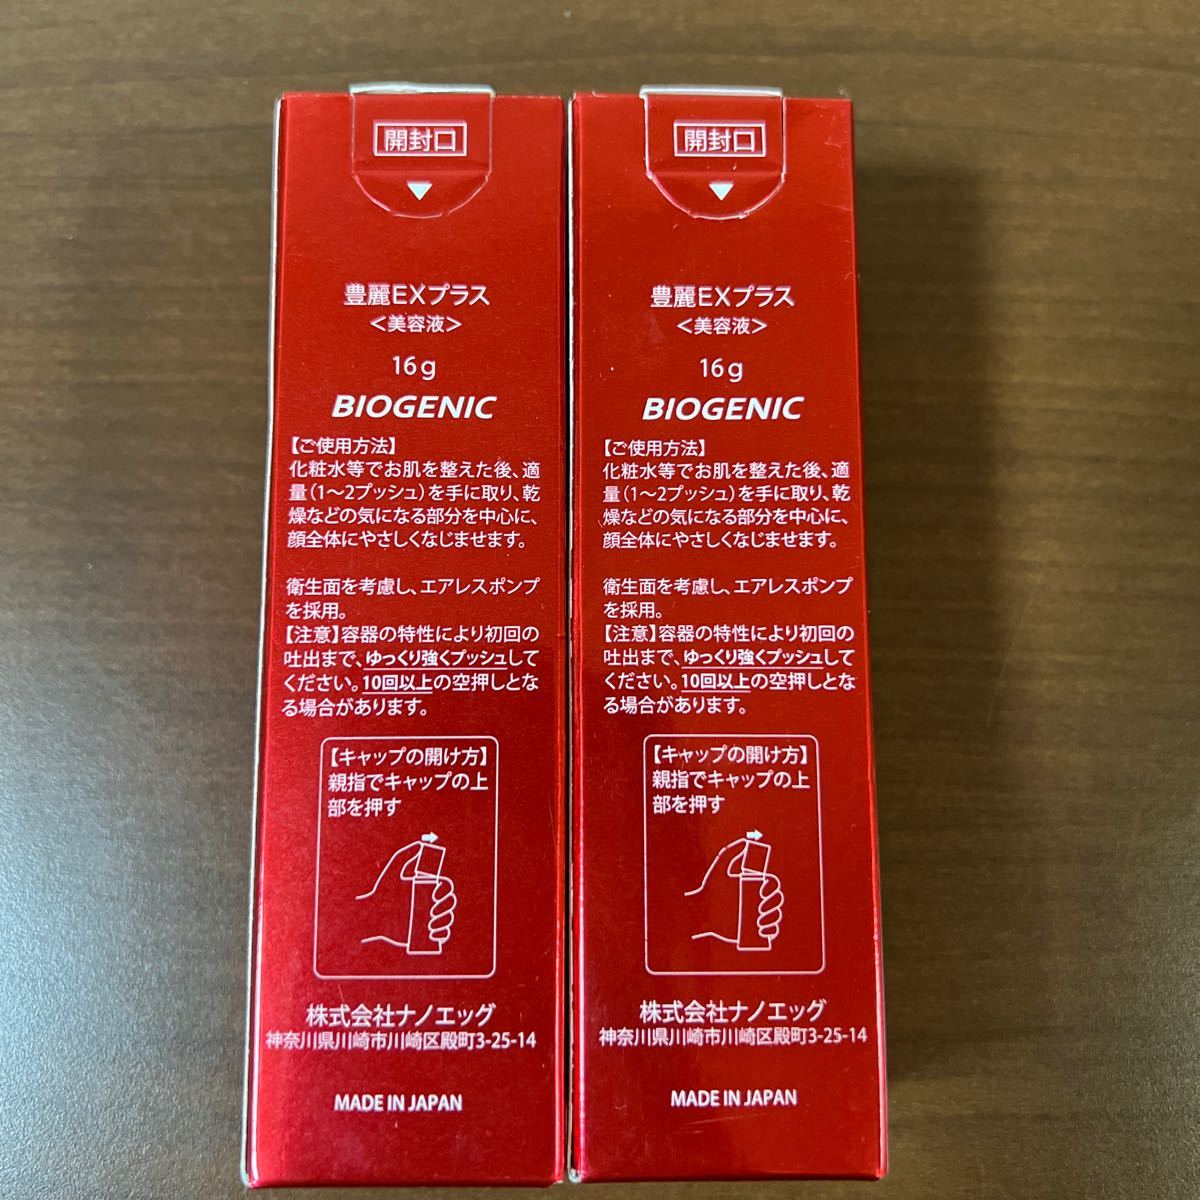 開封口
豊麗EXプラス
＜美容液＞
16g
BIOGENIC
【ご使用方法】
化粧水等でお肌を整えた後、適
量（1〜2プッシュ）を手に取り、乾
燥などの気になる部分を中心に、
顔全体にやさしくなじませます。
衛生面を考慮し、エアレスポンプ
を採用。
【注意】容器の特性により初回の
吐出まで、ゆっくり強くプッシュして
ください。10回以上の空押しとな
る場合があります。
【キャップの開け方】
親指でキャップの上
部を押す
株式会社ナノエッグ
神奈川県川崎市川崎区殿町3-25-14
MADE IN JAPAN
開封口
豊麗EXプラス
＜美容液＞
16g
BIOGENIC
【ご使用方法】
化粧水等でお肌を整えた後、適
量（1〜2プッシュ）を手に取り、乾
燥などの気になる部分を中心に、
顔全体にやさしくなじませます。
衛生面を考慮し、エアレスポンプ
を採用。
【注意】容器の特性により初回の
吐出まで、ゆっくり強くプッシュして
ください。10回以上の空押しとな
る場合があります。
【キャップの開け方】
親指でキャップの上
部を押す
株式会社ナノエッグ
神奈川県川崎市川崎区殿町3-25-14
MADE IN JAPAN